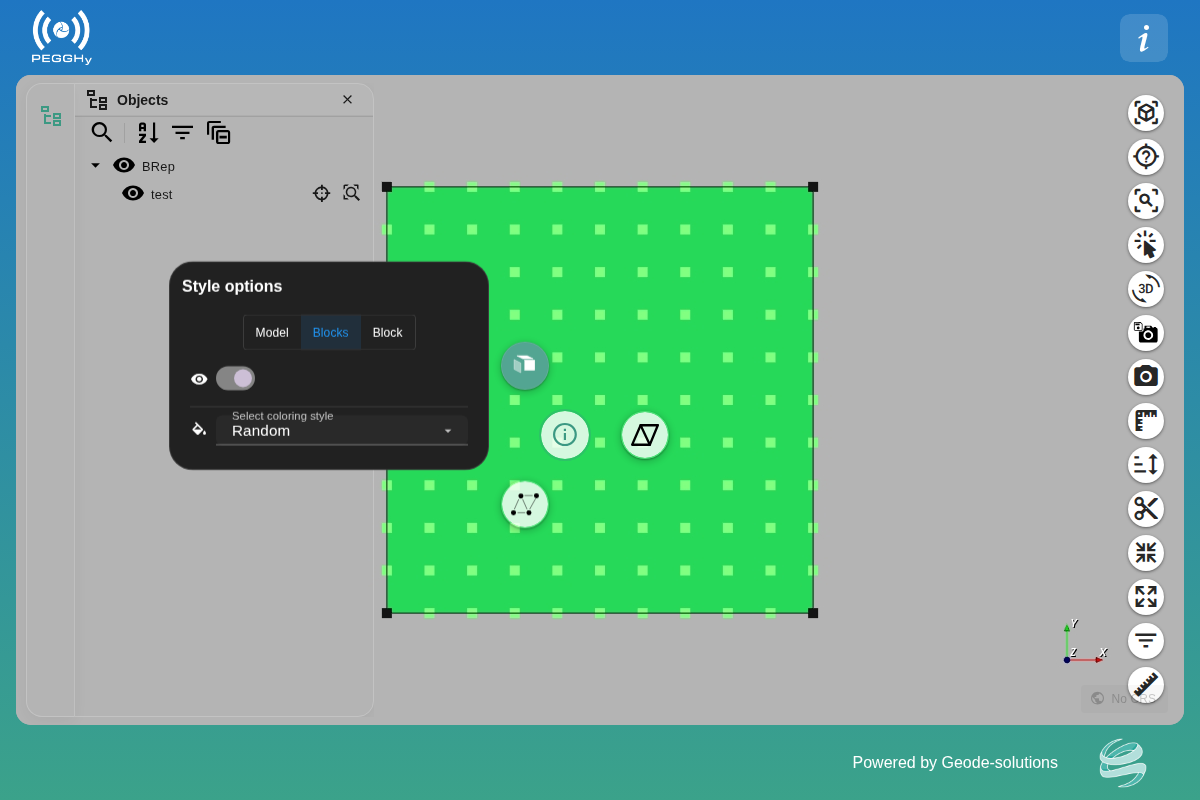 PEGGHy
i
Objects
A
Z
BRep
test
Style options
Model Blocks Block
Select coloring style
Random
3D
Y
Z X
No CRS
Powered by Geode-solutions